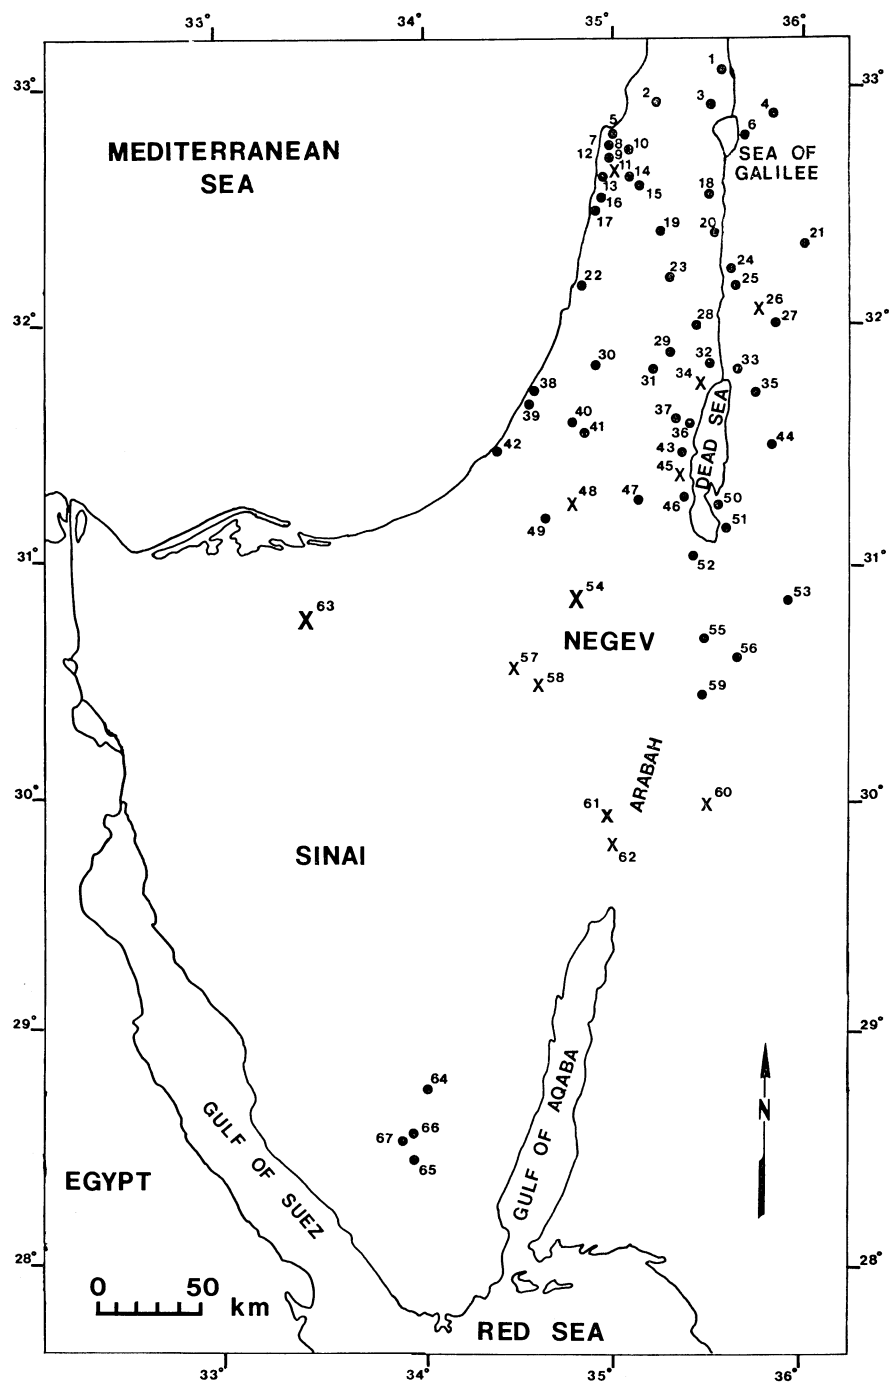 33° 34° 35° 36°
33° 33°
1
2 3 4
5 6
7 8 10
12 9
11 14
13 15
16
17
18
19 20 21
MEDITERRANEAN
SEA
SEA OF
GALILEE
22 23 24
25
26
27
28
32° 32°
29 32 33
30 31 34
35
38 37
39 40 36
41
42 43 44
45
DEAD SEA
48 47 46 50
49 51
52
31° 31°
54 53
63
NEGEV
55
56
57
58 59
ARABAH
60
61
62
30° 30°
SINAI
29° 29°
64
66
67
65
GULF OF SUEZ
GULF OF AQABA
N
EGYPT
28° 28°
0 50
km
RED SEA
33° 34° 35° 36°